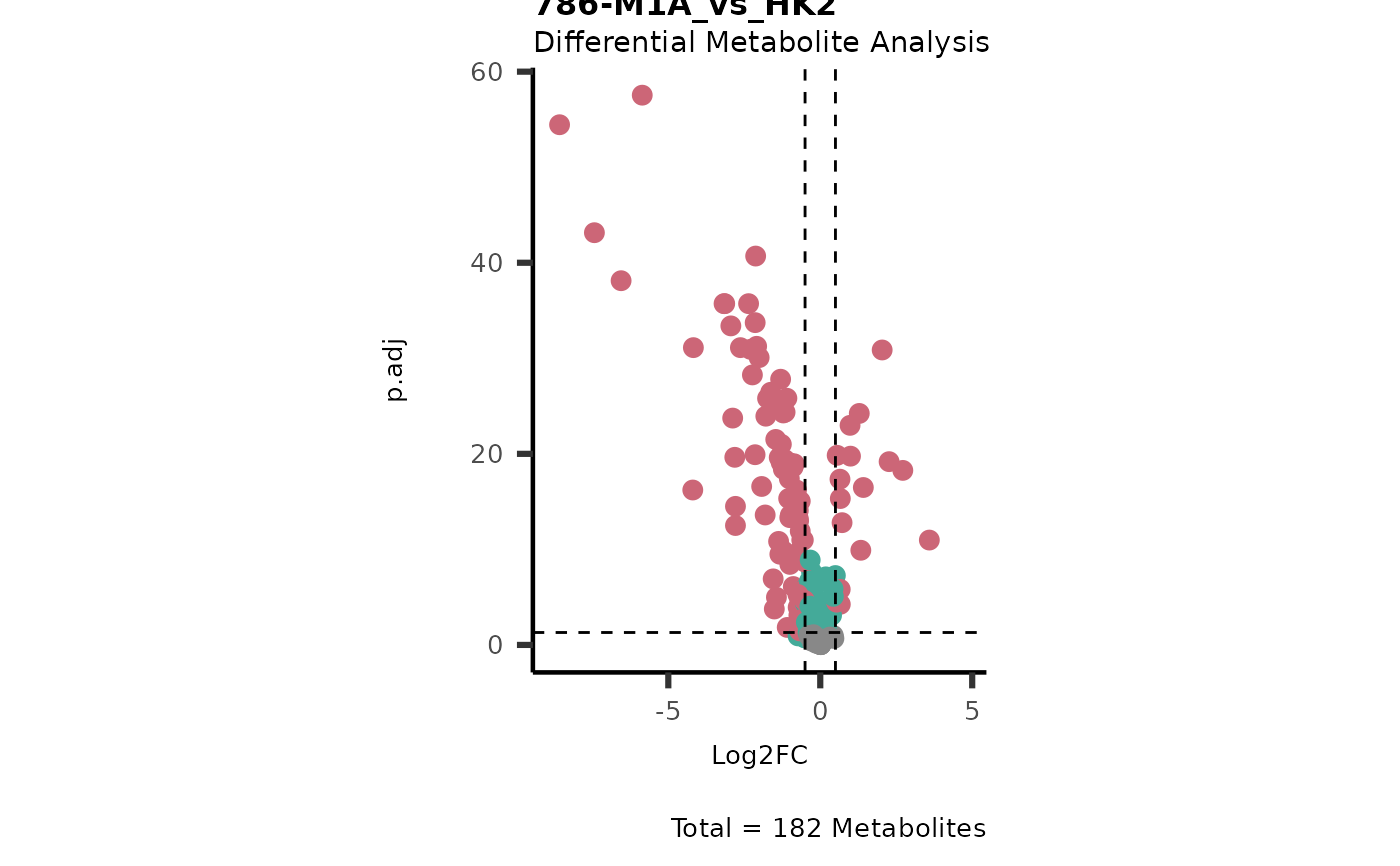 786-M1A_vs_HK2
Differential Metabolite Analysis
60
40
20
0
p.adj
-5
0
5
Log2FC
Total = 182 Metabolites